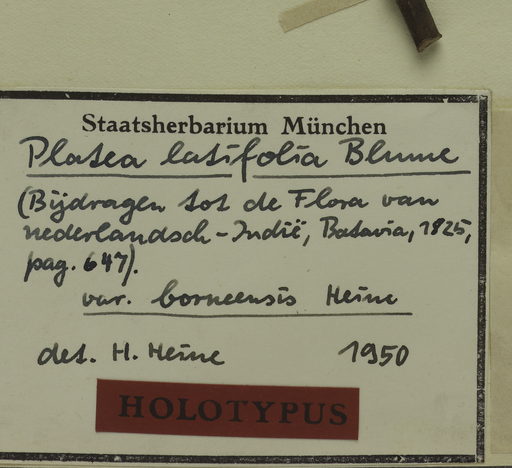 Staatsherbarium München
Platea latifolia Blume
(Bijdragen tot de Flora van
nederlandsch-Indië, Batavia, 1825,
pag. 647).
var. borneensis Heine
det. H. Heine 1950
HOLOTYPUS